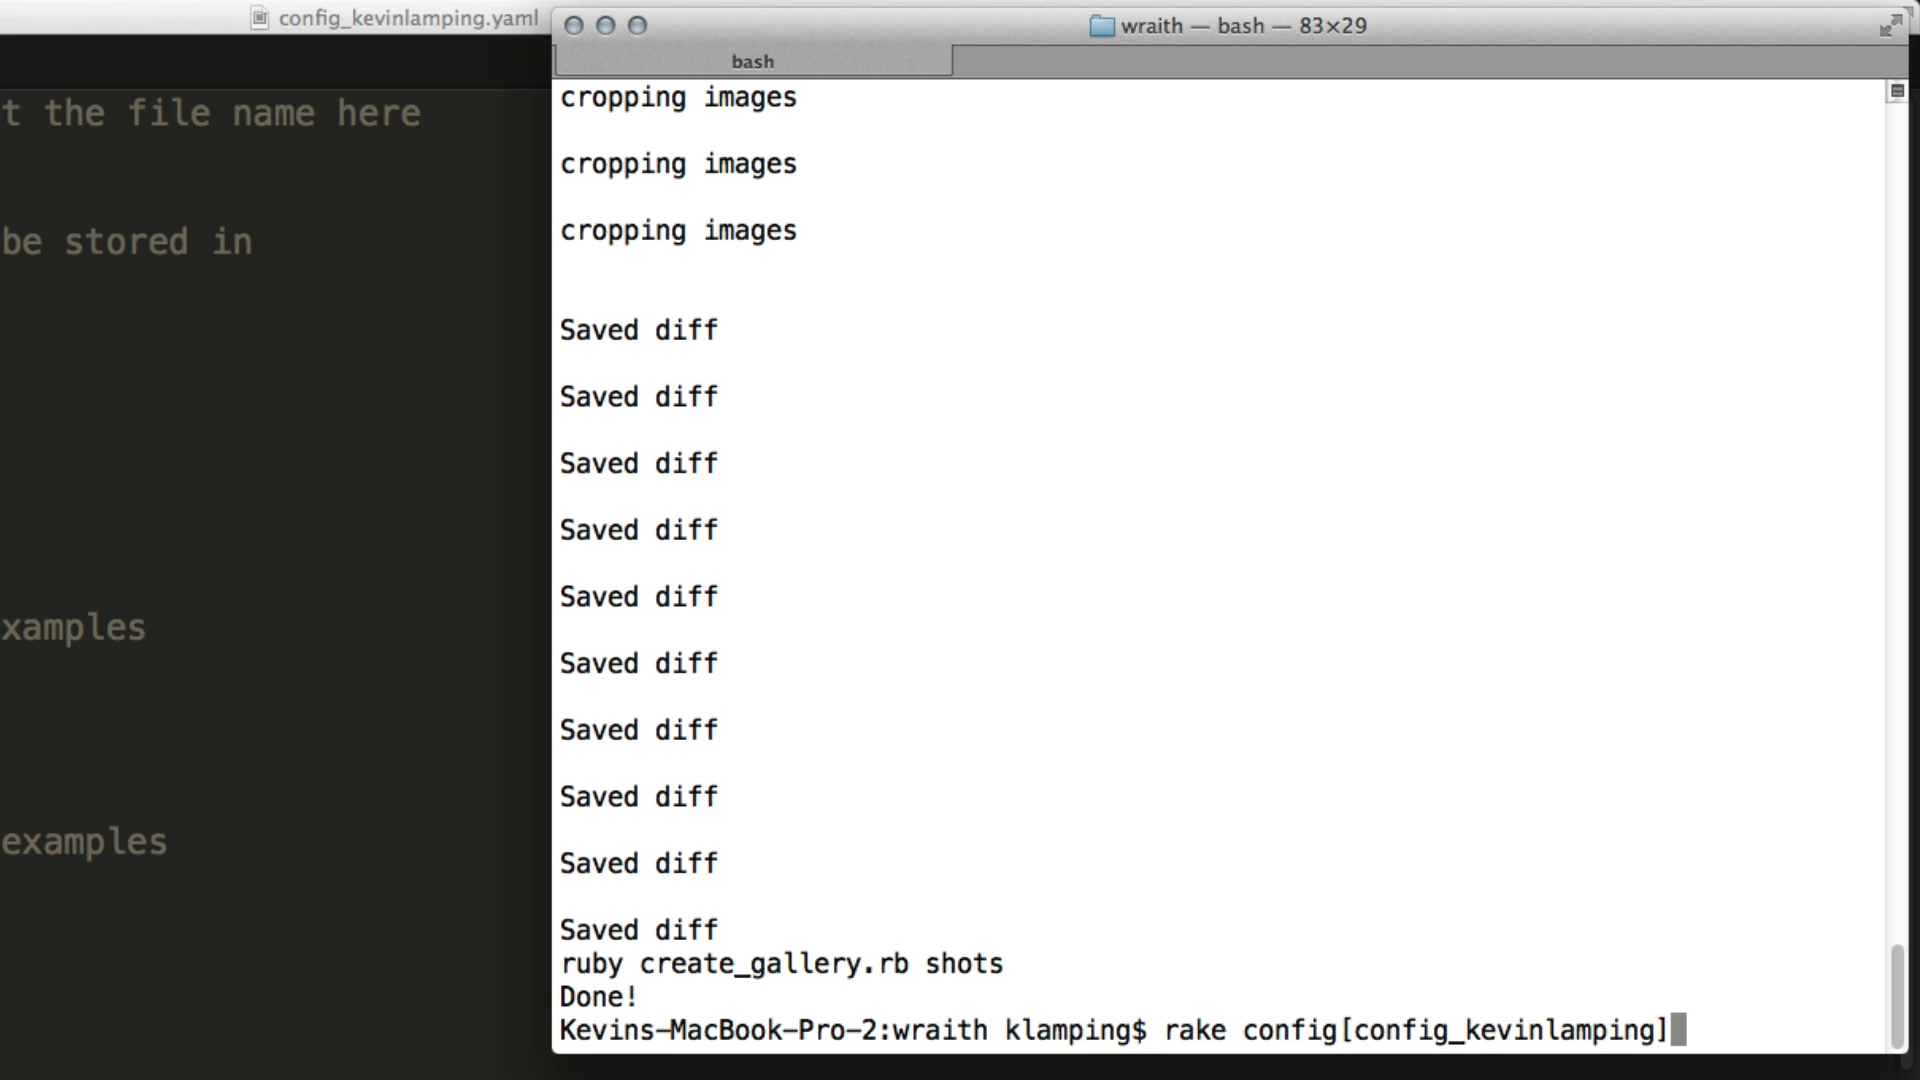 config_kevinlamping.yaml
t the file name here
be stored in
xamples
examples
wraith — bash — 83×29
bash
cropping images
cropping images
cropping images
Saved diff
Saved diff
Saved diff
Saved diff
Saved diff
Saved diff
Saved diff
Saved diff
Saved diff
Saved diff
ruby create_gallery.rb shots
Done!
Kevins-MacBook-Pro-2:wraith klamping$ rake config[config_kevinlamping]